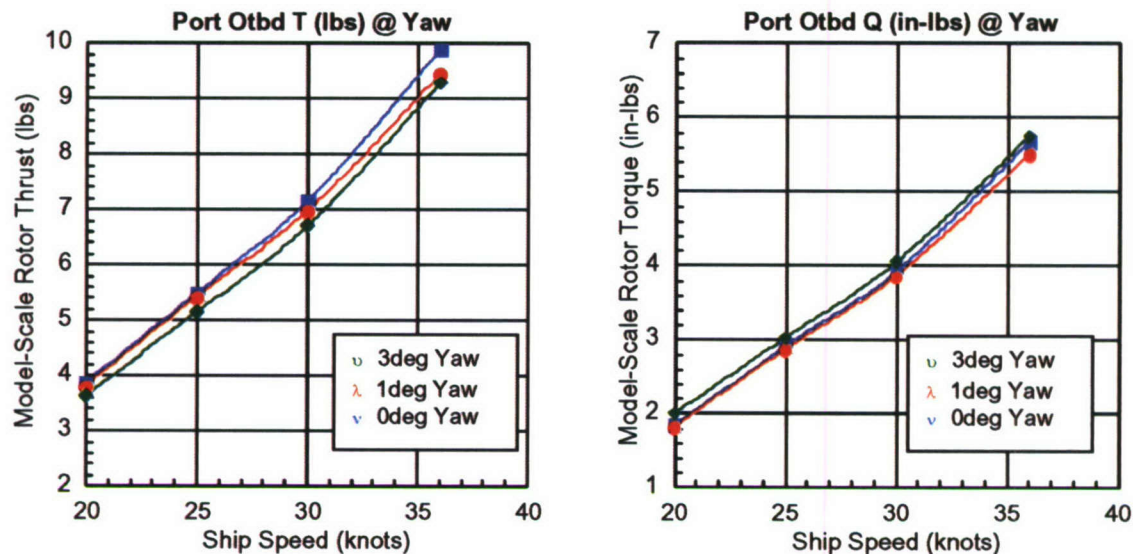 Port Otbd T (lbs) @ Yaw
Model-Scale Rotor Thrust (lbs)
10
9
8
7
6
5
4
3
2
υ 3deg Yaw
λ 1deg Yaw
ν 0deg Yaw
20 25 30 35 40
Ship Speed (knots)
Port Otbd Q (in-lbs) @ Yaw
Model-Scale Rotor Torque (in-lbs)
7
6
5
4
3
2
1
υ 3deg Yaw
λ 1deg Yaw
ν 0deg Yaw
20 25 30 35 40
Ship Speed (knots)